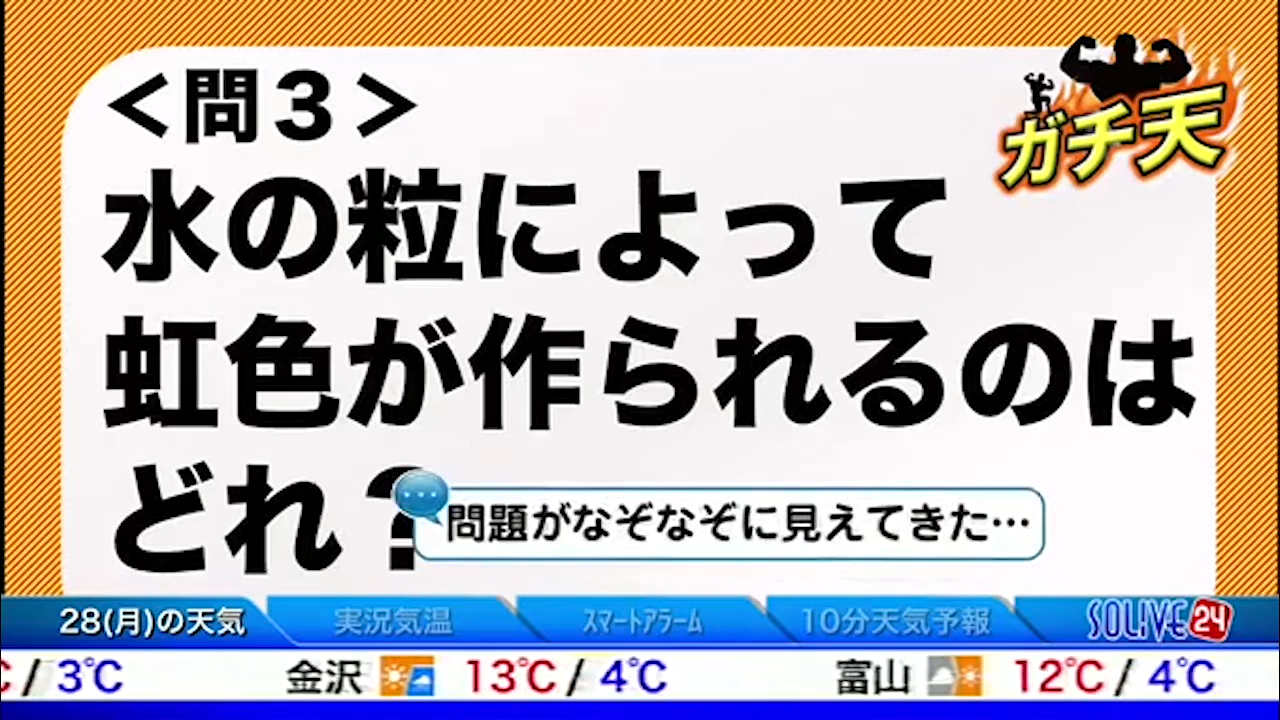 <問3>
ガチ天
水の粒によって
虹色が作られるのは
どれ?
問題がなぞなぞに見えてきた…
28(月)の天気 実況気温 スマートアラーム 10分天気予報 SOLiVE24
℃/3℃ 金沢 13℃/4℃ 富山 12℃/4℃